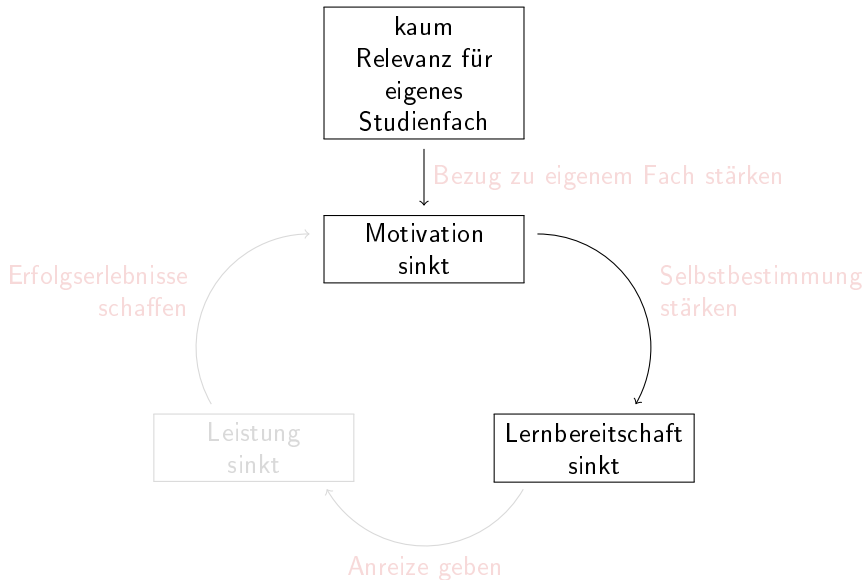 kaum
Relevanz für
eigenes
Studienfach
Bezug zu eigenem Fach stärken
Motivation
sinkt
Erfolgserlebnisse
schaffen
Selbstbestimmung
stärken
Leistung
sinkt
Lernbereitschaft
sinkt
Anreize geben